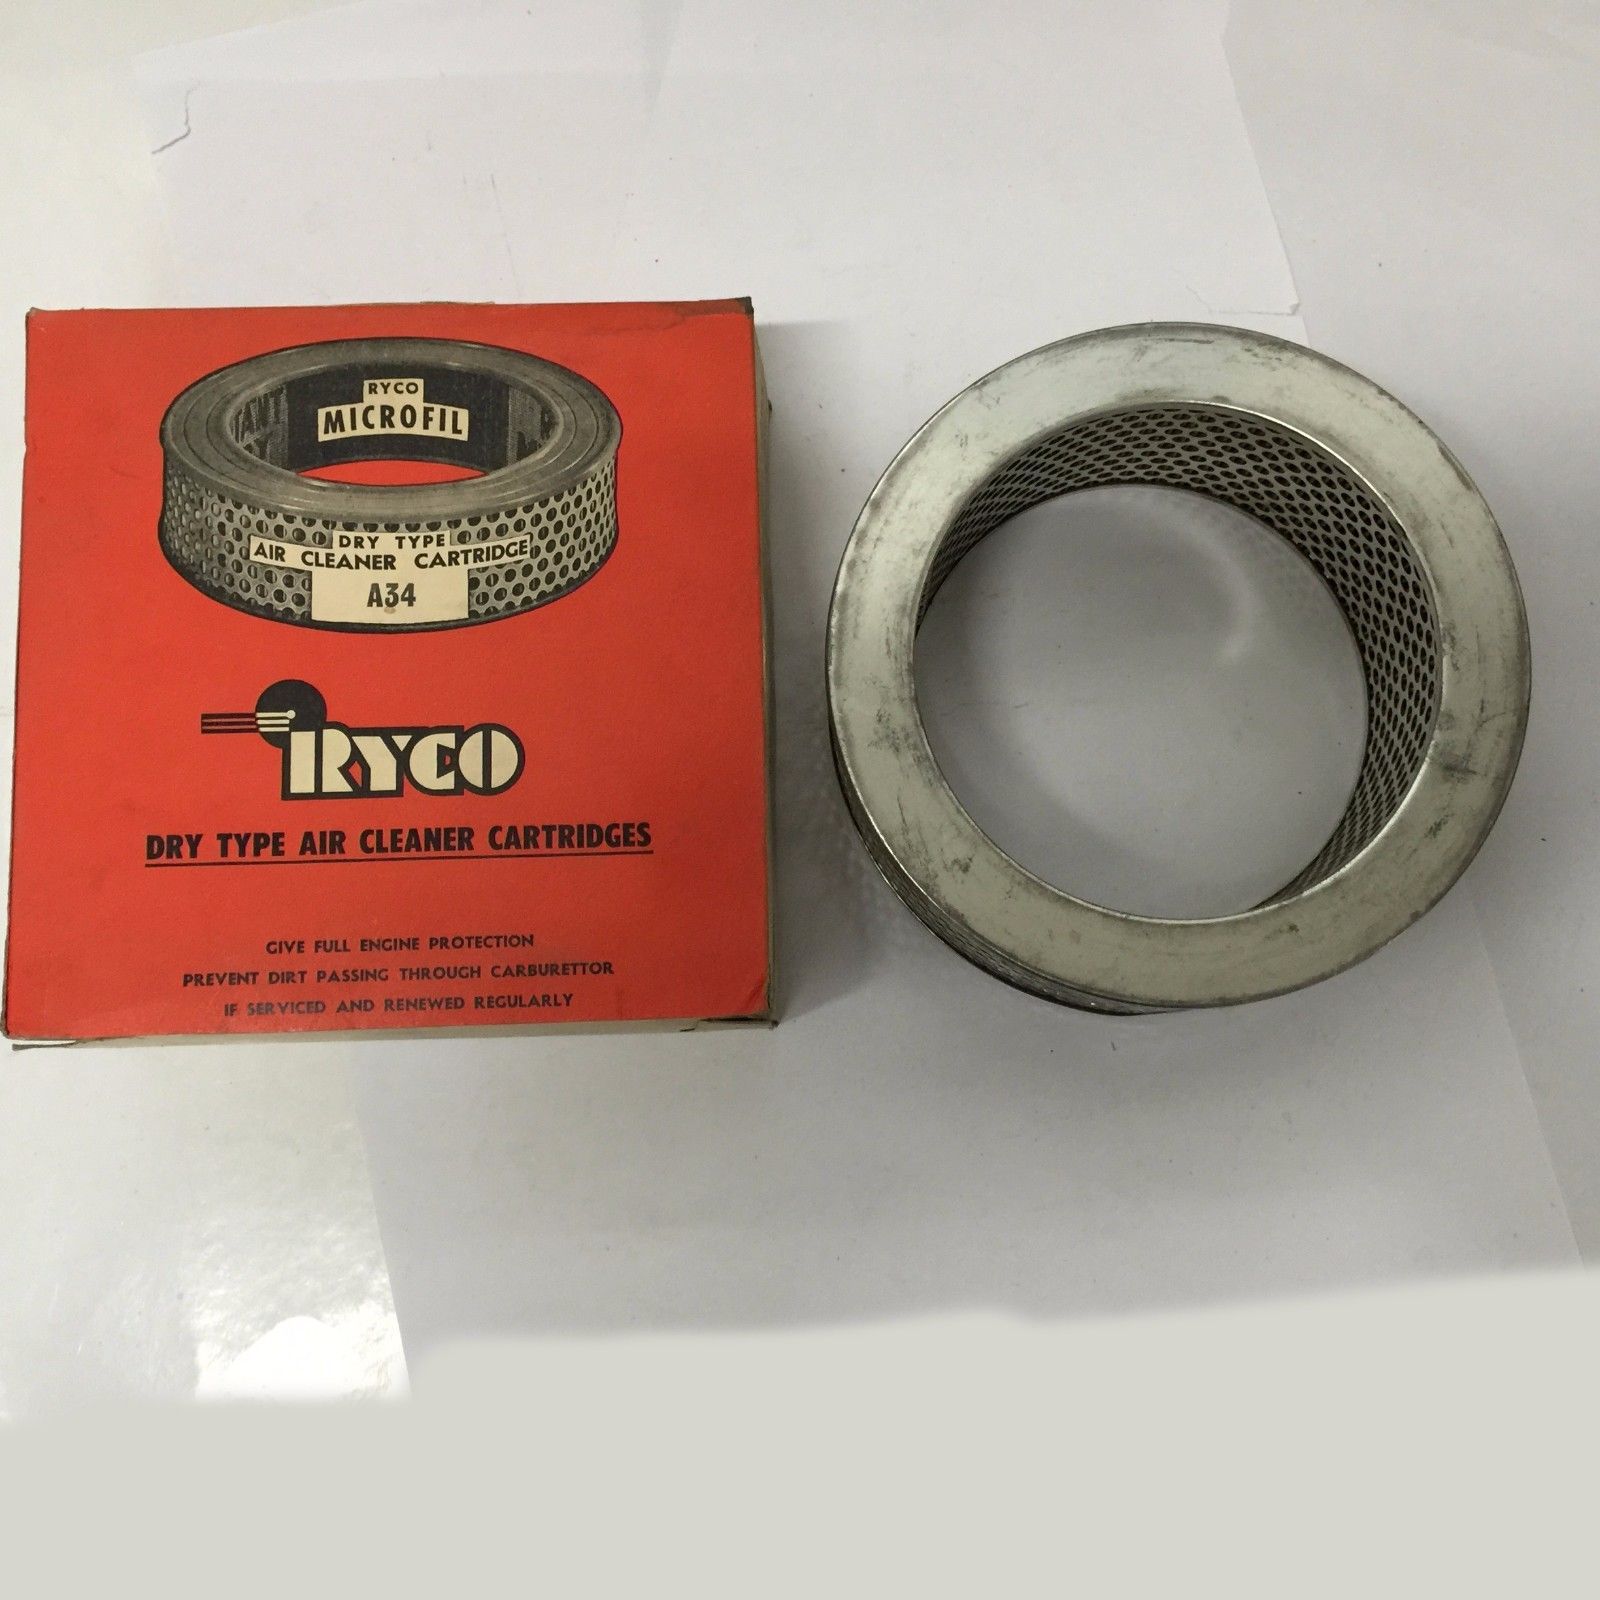 RYCO
MICROFIL
DRY TYPE
AIR CLEANER CARTRIDGE
A34
RYCO
DRY TYPE AIR CLEANER CARTRIDGES
GIVE FULL ENGINE PROTECTION
PREVENT DIRT PASSING THROUGH CARBURETTOR
IF SERVICED AND RENEWED REGULARLY